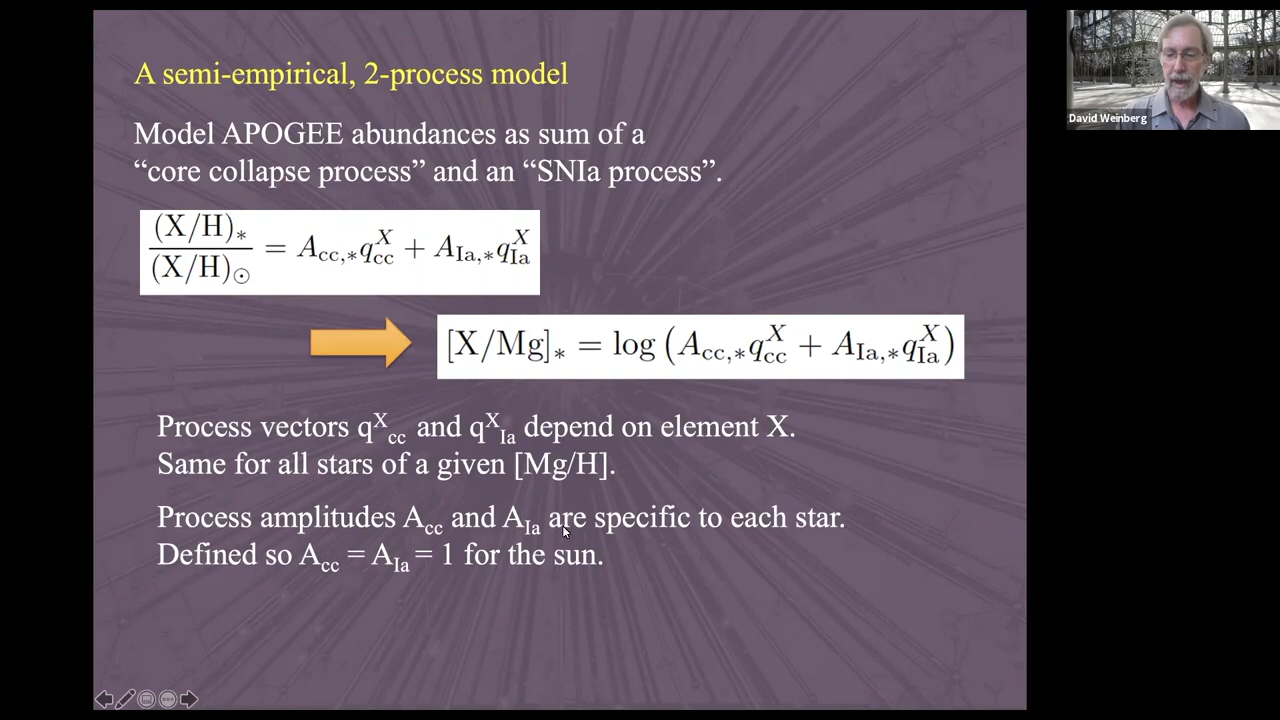 A semi-empirical, 2-process model
Model APOGEE abundances as sum of a
“core collapse process” and an “SNIa process”.
(X/H)∗ / (X/H)⊙ = A_cc,∗ q^X_cc + A_Ia,∗ q^X_Ia
[X/Mg]∗ = log (A_cc,∗ q^X_cc + A_Ia,∗ q^X_Ia)
Process vectors q^X_cc and q^X_Ia depend on element X.
Same for all stars of a given [Mg/H].
Process amplitudes A_cc and A_Ia are specific to each star.
Defined so A_cc = A_Ia = 1 for the sun.
David Weinberg